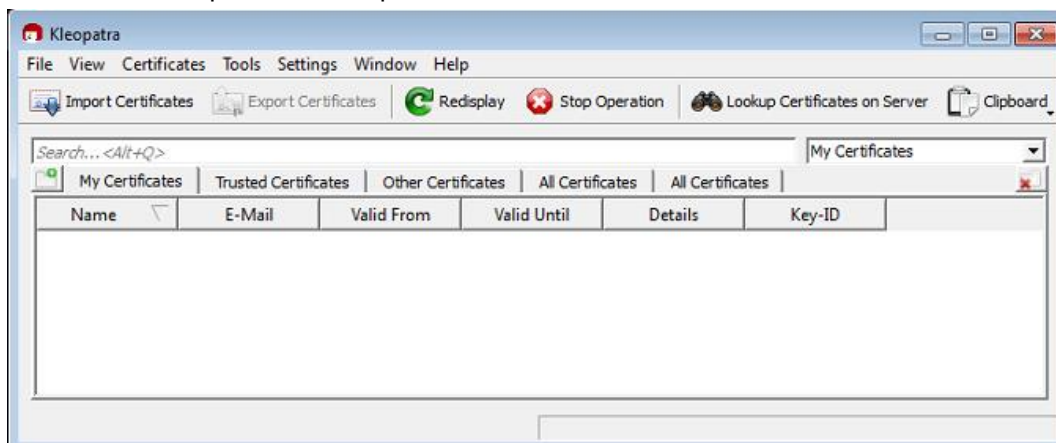 Kleopatra
File View Certificates Tools Settings Window Help
Import Certificates Export Certificates Redisplay Stop Operation Lookup Certificates on Server Clipboard
Search...<Alt+Q> My Certificates
My Certificates Trusted Certificates Other Certificates All Certificates All Certificates
Name E-Mail Valid From Valid Until Details Key-ID